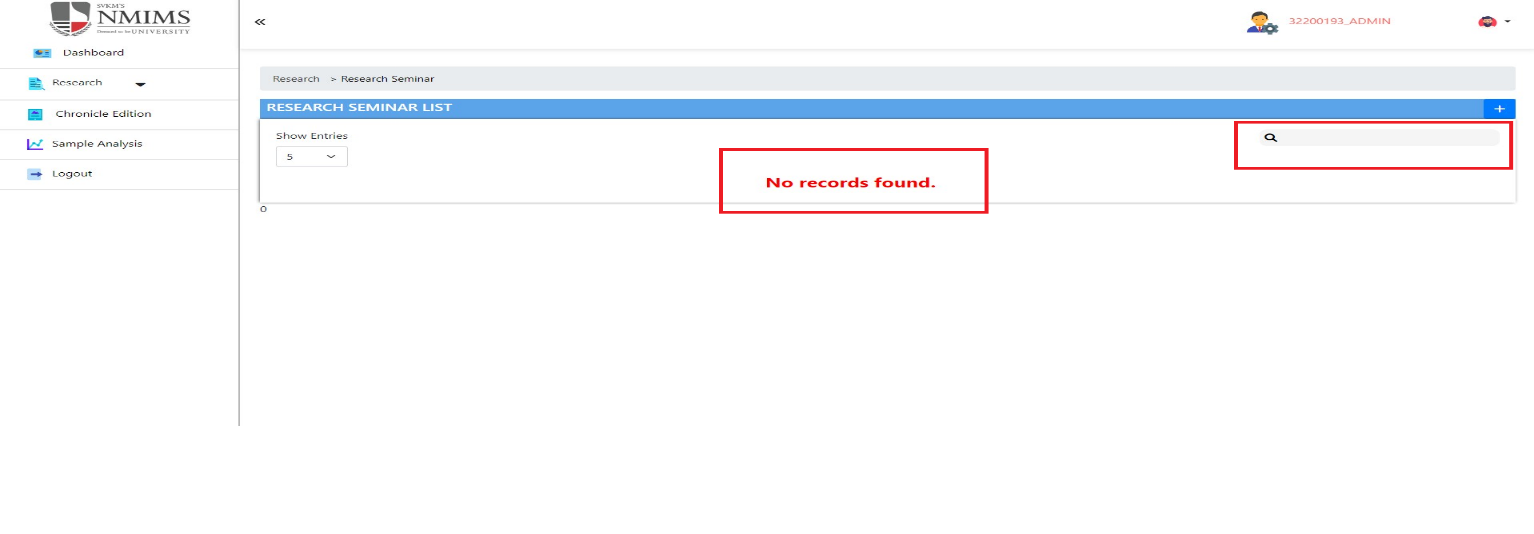 SVKM'S
NMIMS
Deemed to be UNIVERSITY
Dashboard
Research
Chronicle Edition
Sample Analysis
Logout
«
32200193_ADMIN
Research > Research Seminar
RESEARCH SEMINAR LIST
+
Show Entries
5
No records found.
0